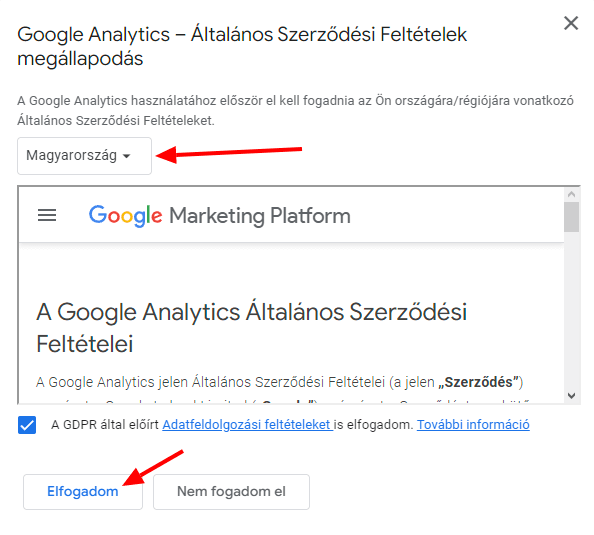 Google Analytics – Általános Szerződési Feltételek
megállapodás
A Google Analytics használatához először el kell fogadnia az Ön országára/régiójára vonatkozó
Általános Szerződési Feltételeket.
Magyarország
Google Marketing Platform
A Google Analytics Általános Szerződési
Feltételei
A Google Analytics jelen Általános Szerződési Feltételei (a jelen „Szerződés”)
A GDPR által előírt Adatfeldolgozási feltételeket is elfogadom. További információ
Elfogadom
Nem fogadom el